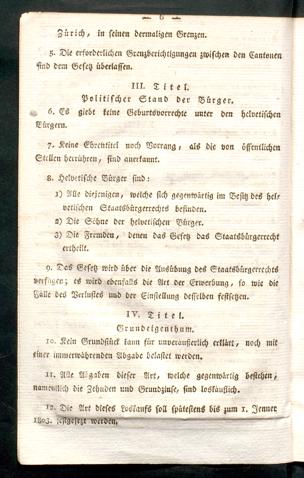 — 6 —
Zürich, in seinen dermaligen Grenzen.
5. Die erforderlichen Grenzberichtigungen zwischen den Cantonen
sind dem Gesetz überlassen.
III. Titel.
Politischer Stand der Bürger.
6. Es giebt keine Geburtsvorrechte unter den helvetischen
Bürgern.
7. Keine Ehrentitel noch Vorrang, als die von öffentlichen
Stellen herrühren, sind anerkannt.
8. Helvetische Bürger sind:
1) Alle diejenigen, welche sich gegenwärtig im Besitz des hel-
vetischen Staatsbürgerrechts befinden.
2) Die Söhne der helvetischen Bürger.
3) Die Fremden, denen das Gesetz das Staatsbürgerrecht
ertheilt.
9. Das Gesetz wird über die Ausübung des Staatsbürgerrechts
verfügen; es wird ebenfalls die Art der Erwerbung, so wie die
Fälle des Verlustes und der Einstellung desselben festsetzen.
IV. Titel.
Grundeigenthum.
10. Kein Grundstück kann für unveräußerlich erklärt, noch mit
einer immerwährenden Abgabe belastet werden.
11. Alle Abgaben dieser Art, welche gegenwärtig bestehen,
namentlich die Zehnden und Grundzinse, sind loskäuflich.
12. Die Art dieses Loskaufs soll spätestens bis zum 1. Jenner
1803. festgesezt werden.